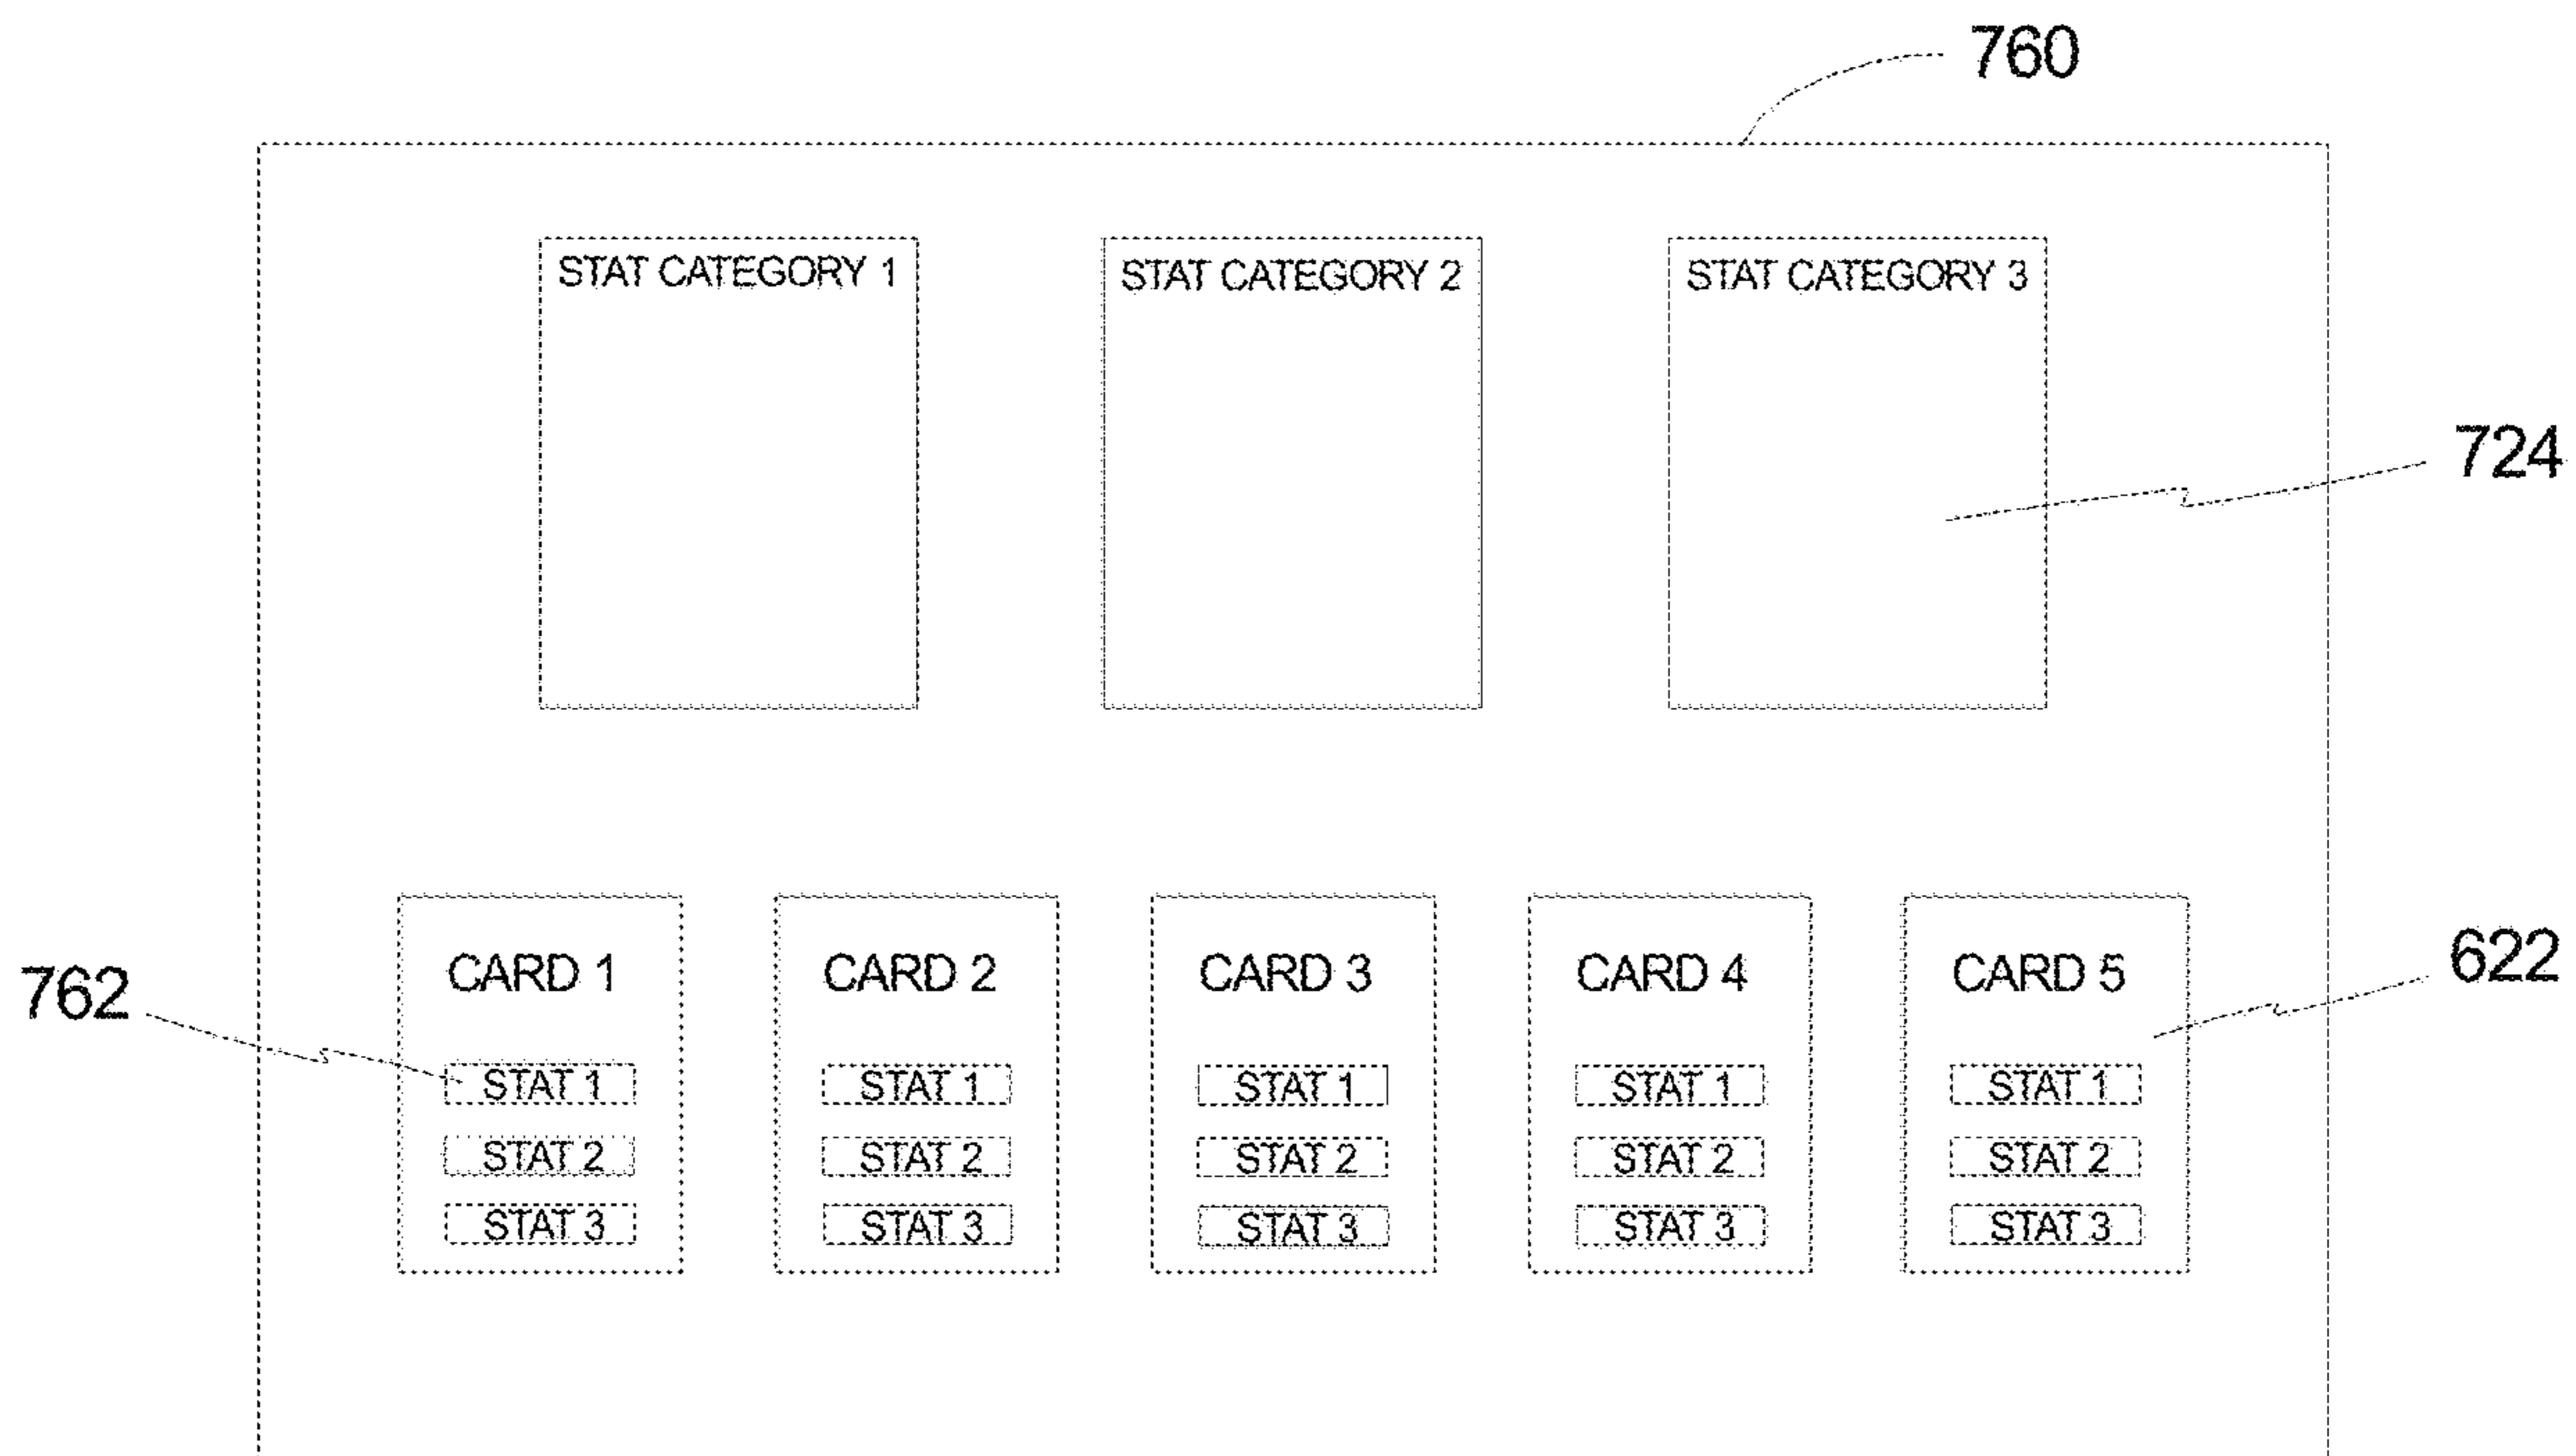 760
STAT CATEGORY 1 STAT CATEGORY 2 STAT CATEGORY 3
724
CARD 1 CARD 2 CARD 3 CARD 4 CARD 5
622
762
STAT 1 STAT 1 STAT 1 STAT 1 STAT 1
STAT 2 STAT 2 STAT 2 STAT 2 STAT 2
STAT 3 STAT 3 STAT 3 STAT 3 STAT 3